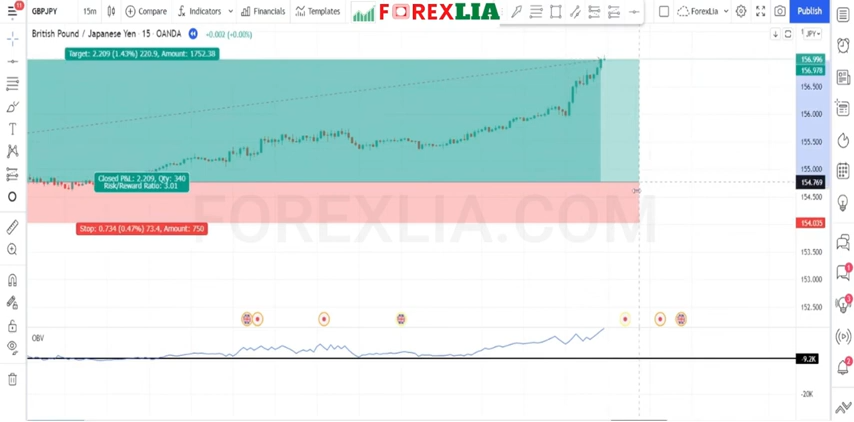 11
GBPJPY 15m Compare Indicators Financials Templates FOREXLIA ForexLia Publish
British Pound / Japanese Yen · 15 · OANDA +0.002 (+0.00%) JPY
Target: 2.209 (1.43%) 220.9, Amount: 1752.38
156.996
156.978
156.500
156.000
155.500
155.000
Closed P&L: 2.209, Qty: 340
Risk/Reward Ratio: 3.01
154.769
154.500
Stop: 0.734 (0.47%) 73.4, Amount: 750
154.035
FOREXLIA.COM
153.500
153.000
152.500
OBV
-9.2K
-20K